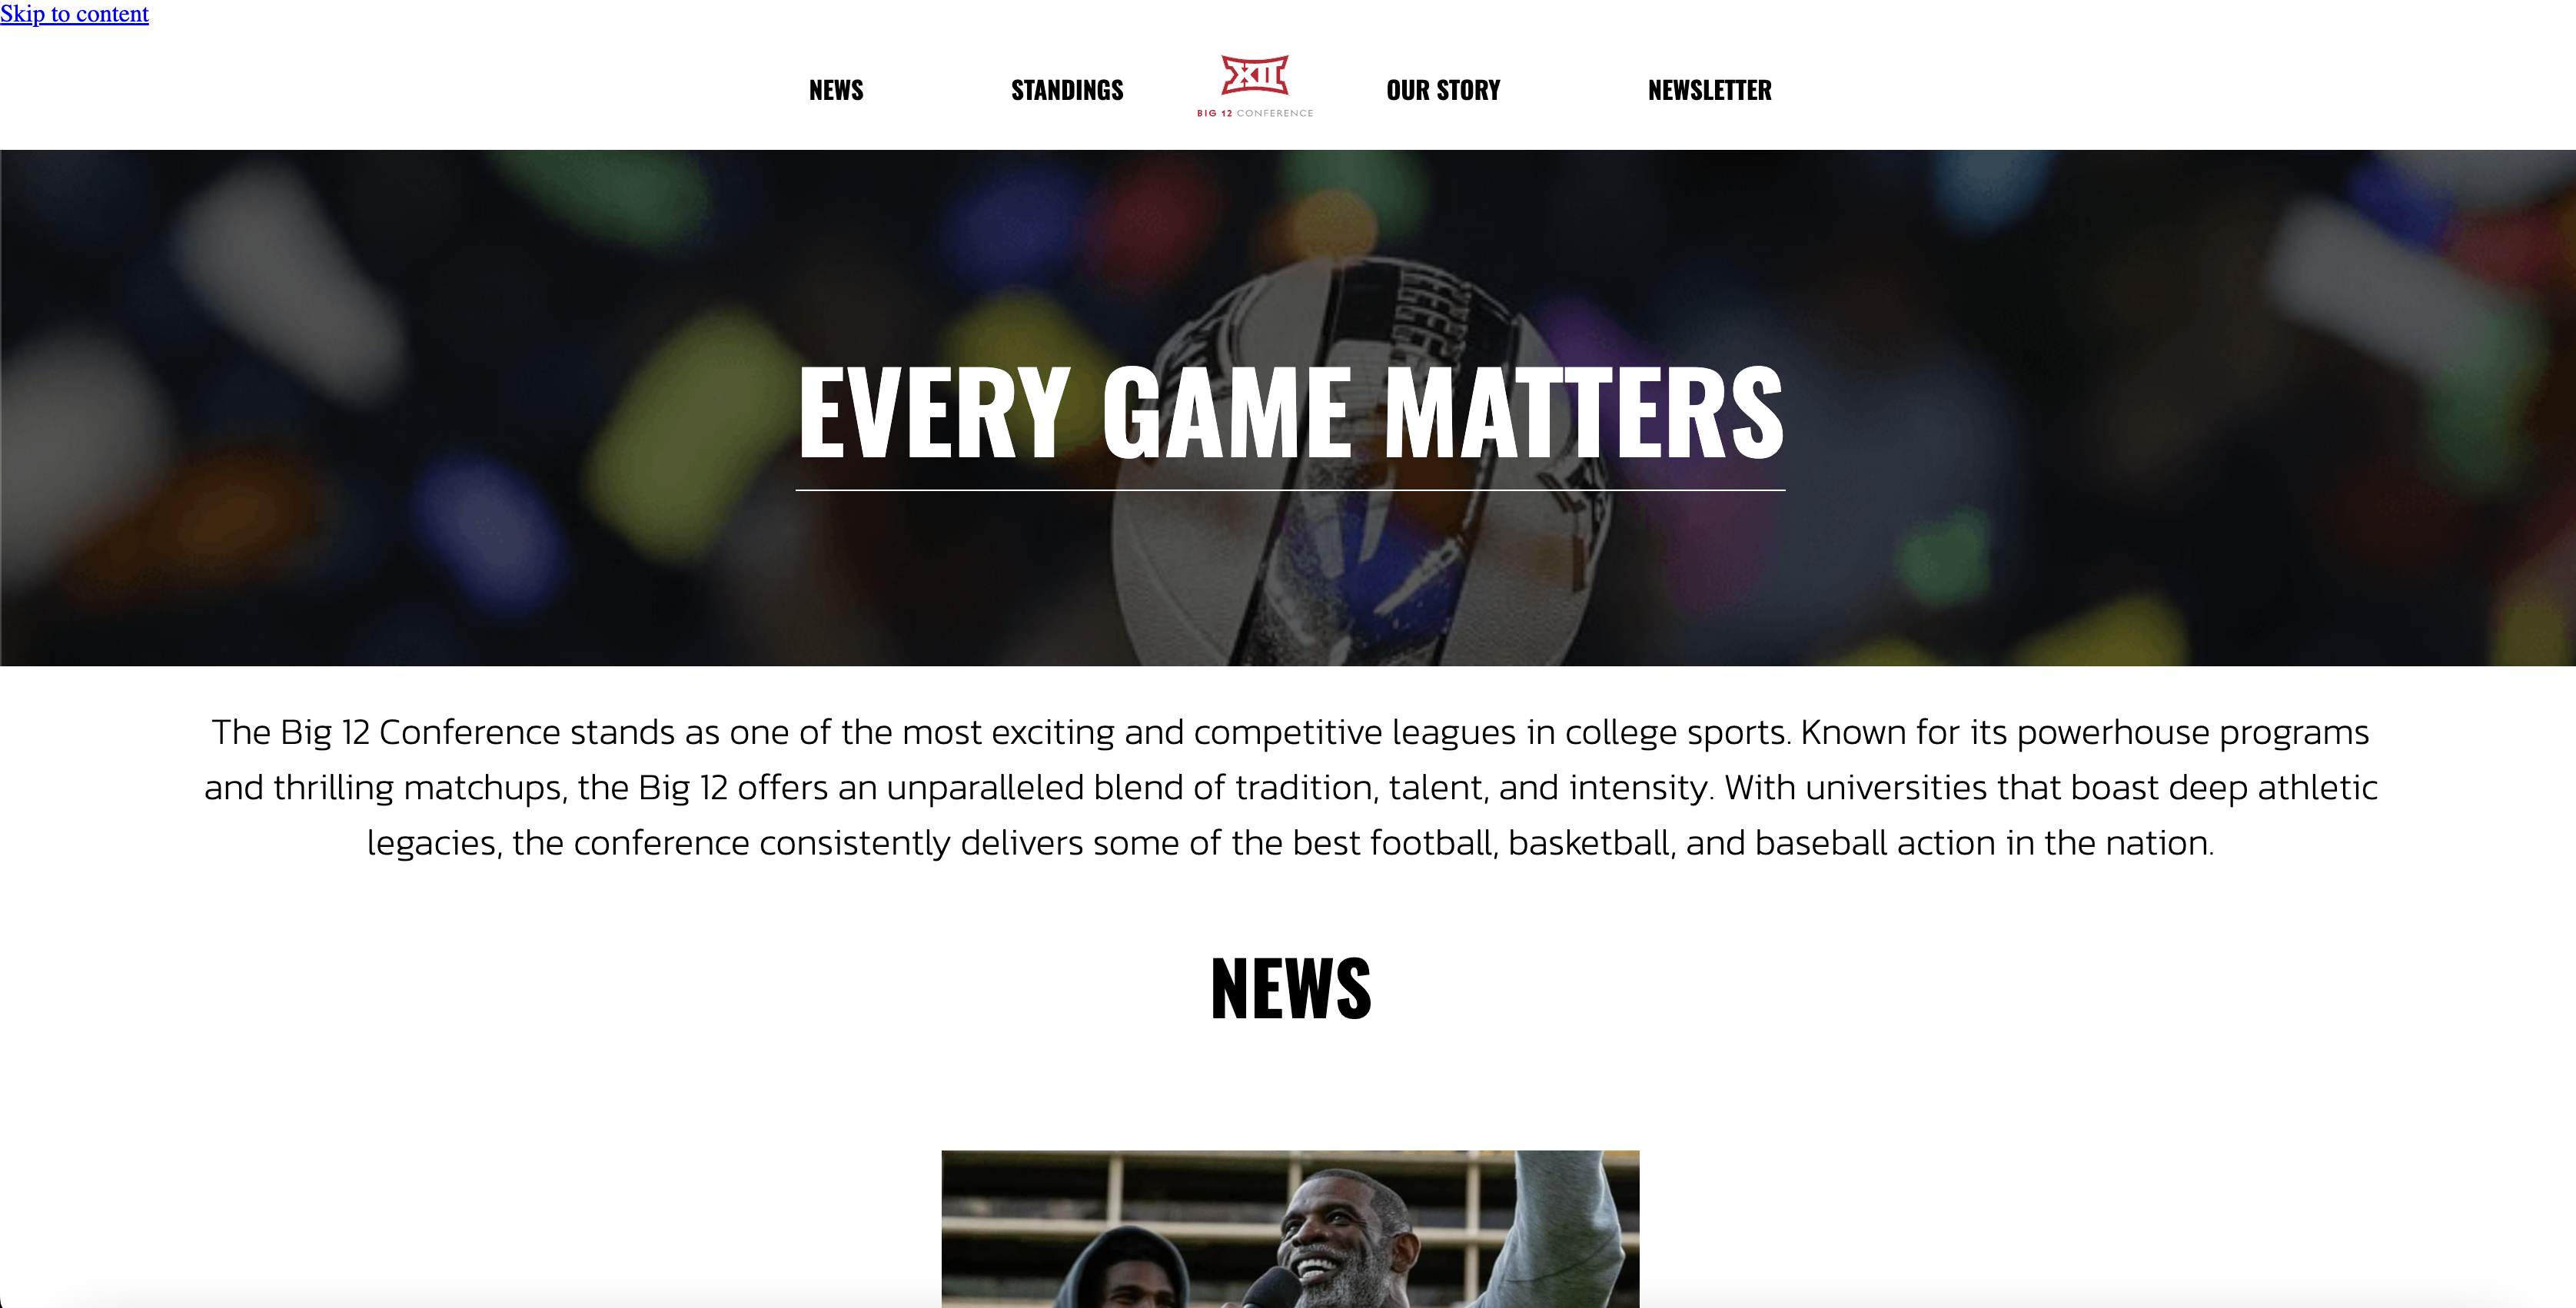 Skip to content
NEWS
STANDINGS
XII
BIG 12 CONFERENCE
OUR STORY
NEWSLETTER
EVERY GAME MATTERS
The Big 12 Conference stands as one of the most exciting and competitive leagues in college sports. Known for its powerhouse programs
and thrilling matchups, the Big 12 offers an unparalleled blend of tradition, talent, and intensity. With universities that boast deep athletic
legacies, the conference consistently delivers some of the best football, basketball, and baseball action in the nation.
NEWS